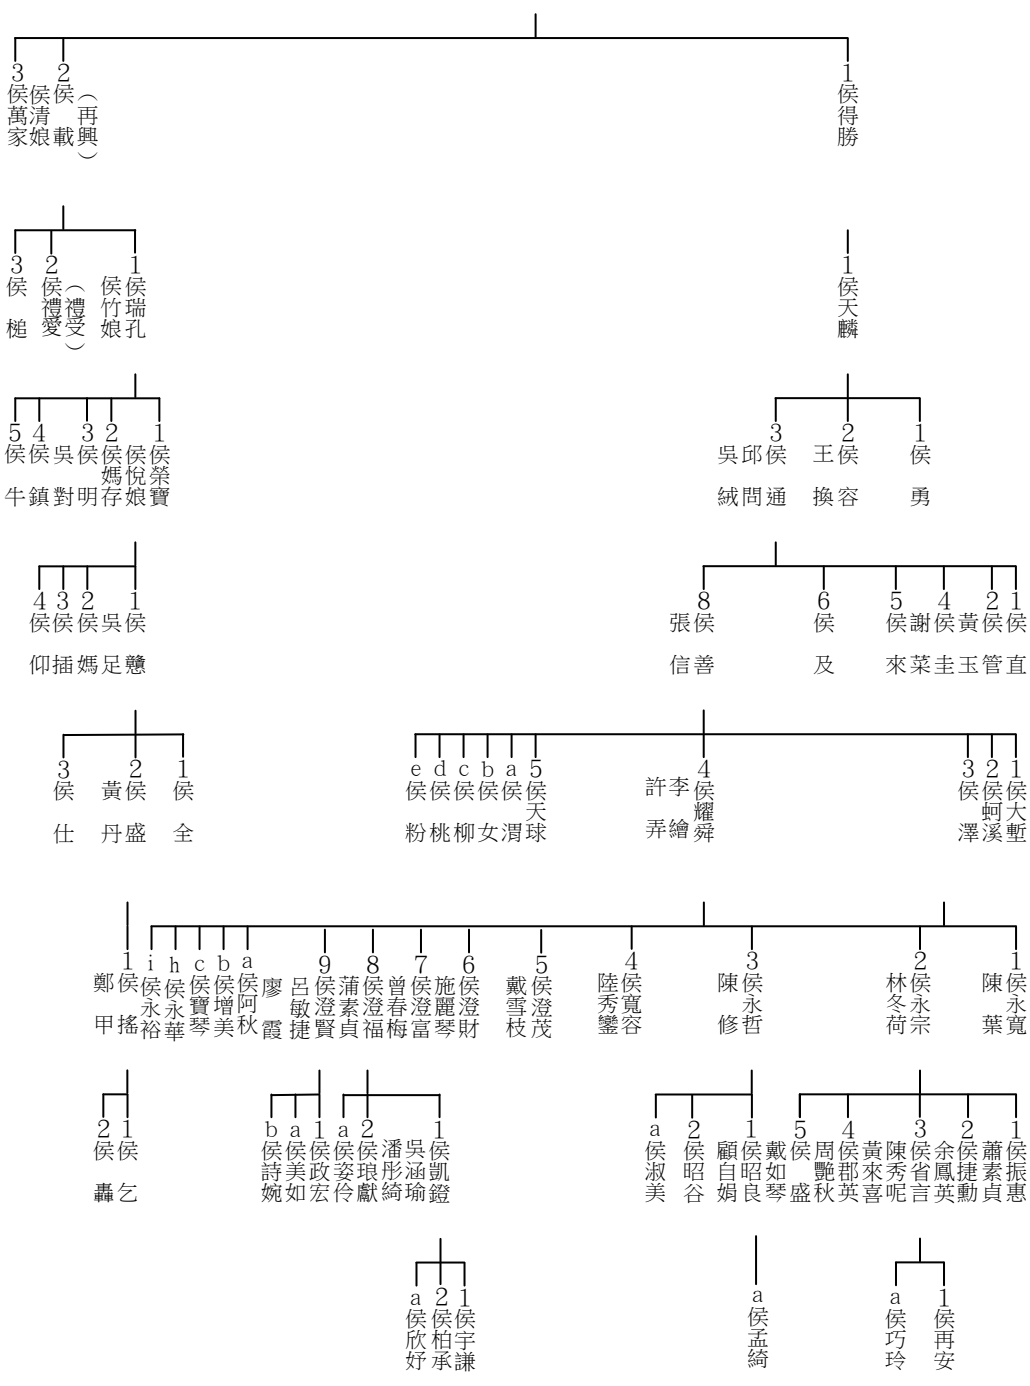 1侯得勝
(再興)
2侯 載
侯清娘
3侯萬家
1侯天麟
1侯瑞孔
侯竹娘
(禮受)
2侯禮愛
3侯 槌
1侯 勇
2侯 容
王 換
3侯 通
邱 問
吳 絨
1侯榮寶
侯悅娘
2侯媽存
3侯 明
吳 對
4侯 鎮
5侯 牛
1侯 直
2侯 管
黃 玉
4侯 圭
謝 菜
5侯 來
6侯 及
8侯 善
張 信
1侯 戇
吳 足
2侯 媽
3侯 插
4侯 仰
1侯大塹
2侯蚵溪
3侯 澤
4侯耀舜
李 繪
許 弄
5侯天球
a侯 渭
b侯 女
c侯 柳
d侯 桃
e侯 粉
1侯 全
2侯 盛
黃 丹
3侯 仕
1侯永寬
陳 葉
2侯永宗
林冬荷
3侯永哲
陳 修
4侯寬容
陸秀鑾
5侯澄茂
戴雪枝
6侯澄財
施麗琴
7侯澄富
曾春梅
8侯澄福
蒲素貞
9侯澄賢
呂敏捷
廖 霞
a侯阿秋
b侯增美
c侯寶琴
h侯永華
i侯永裕
1侯 搖
鄭 甲
1侯振惠
蕭素貞
2侯捷勳
余鳳英
3侯省言
陳秀呢
黃來喜
4侯郡英
周艷秋
5侯 盛
戴如琴
1侯昭良
顧自娟
2侯昭谷
a侯淑美
1侯凱鐙
吳涵瑜
潘彤綺
2侯琅獻
a侯姿伶
1侯政宏
a侯美如
b侯詩婉
1侯 乞
2侯 轟
1侯再安
a侯巧玲
a侯孟綺
1侯宇謙
2侯柏承
a侯欣妤